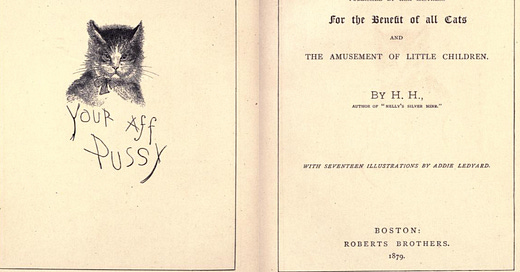 YOUR Aff
PUSSY
For the Benefit of all Cats
AND
THE AMUSEMENT OF LITTLE CHILDREN.
BY H. H.,
AUTHOR OF "NELLY'S SILVER MINE."
WITH SEVENTEEN ILLUSTRATIONS BY ADDIE LEDYARD.
BOSTON:
ROBERTS BROTHERS.
1879.